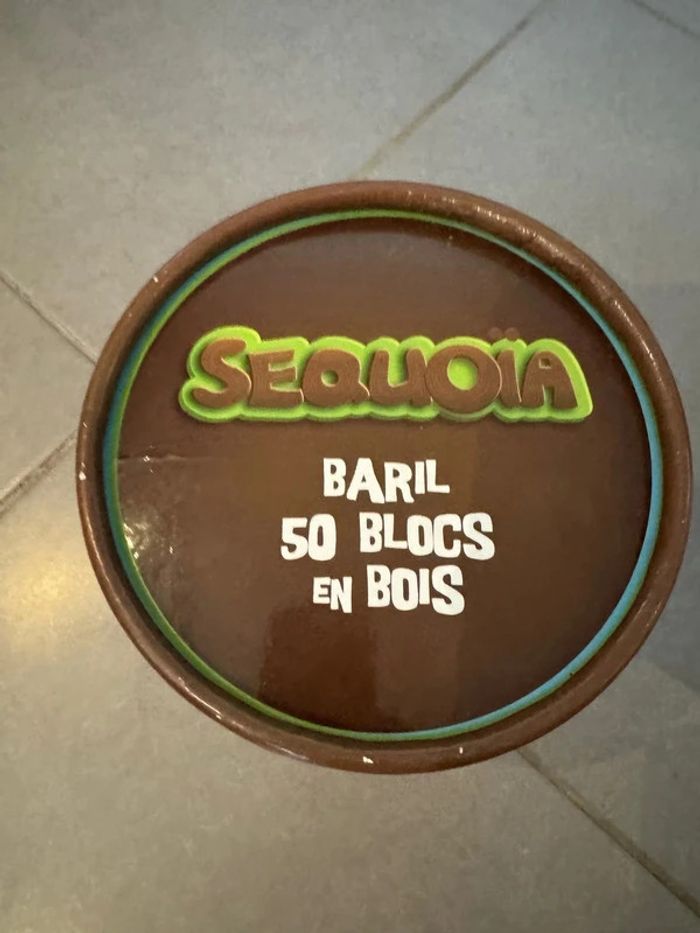 SEQUOÏA
BARIL
50 BLOCS
EN BOIS